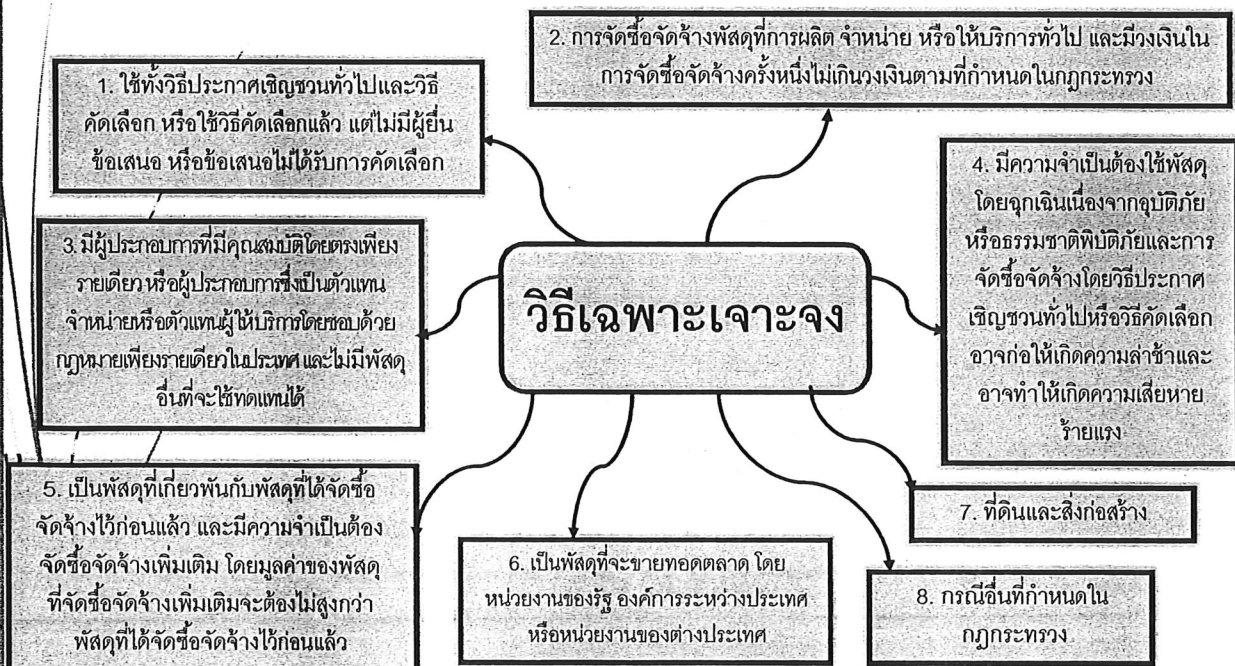 1. ใช้ทั้งวิธีประกาศเชิญชวนทั่วไปและวิธี
คัดเลือก หรือใช้วิธีคัดเลือกแล้ว แต่ไม่มีผู้ยื่น
ข้อเสนอ หรือข้อเสนอไม่ได้รับการคัดเลือก
2. การจัดซื้อจัดจ้างพัสดุที่การผลิต จำหน่าย หรือให้บริการทั่วไป และมีวงเงินใน
การจัดซื้อจัดจ้างครั้งหนึ่งไม่เกินวงเงินตามที่กำหนดในกฎกระทรวง
3. มีผู้ประกอบการที่มีคุณสมบัติโดยตรงเพียง
รายเดียว หรือผู้ประกอบการซึ่งเป็นตัวแทน
จำหน่ายหรือตัวแทนผู้ให้บริการโดยชอบด้วย
กฎหมายเพียงรายเดียวในประเทศ และไม่มีพัสดุ
อื่นที่จะใช้ทดแทนได้
วิธีเฉพาะเจาะจง
4. มีความจำเป็นต้องใช้พัสดุ
โดยฉุกเฉินเนื่องจากอุบัติภัย
หรือธรรมชาติพิบัติภัยและการ
จัดซื้อจัดจ้างโดยวิธีประกาศ
เชิญชวนทั่วไปหรือวิธีคัดเลือก
อาจก่อให้เกิดความล่าช้าและ
อาจทำให้เกิดความเสียหาย
ร้ายแรง
5. เป็นพัสดุที่เกี่ยวพันกับพัสดุที่ได้จัดซื้อ
จัดจ้างไว้ก่อนแล้ว และมีความจำเป็นต้อง
จัดซื้อจัดจ้างเพิ่มเติม โดยมูลค่าของพัสดุ
ที่จัดซื้อจัดจ้างเพิ่มเติมจะต้องไม่สูงกว่า
พัสดุที่ได้จัดซื้อจัดจ้างไว้ก่อนแล้ว
6. เป็นพัสดุที่จะขายทอดตลาด โดย
หน่วยงานของรัฐ องค์การระหว่างประเทศ
หรือหน่วยงานของต่างประเทศ
7. ที่ดินและสิ่งก่อสร้าง
8. กรณีอื่นที่กำหนดใน
กฎกระทรวง